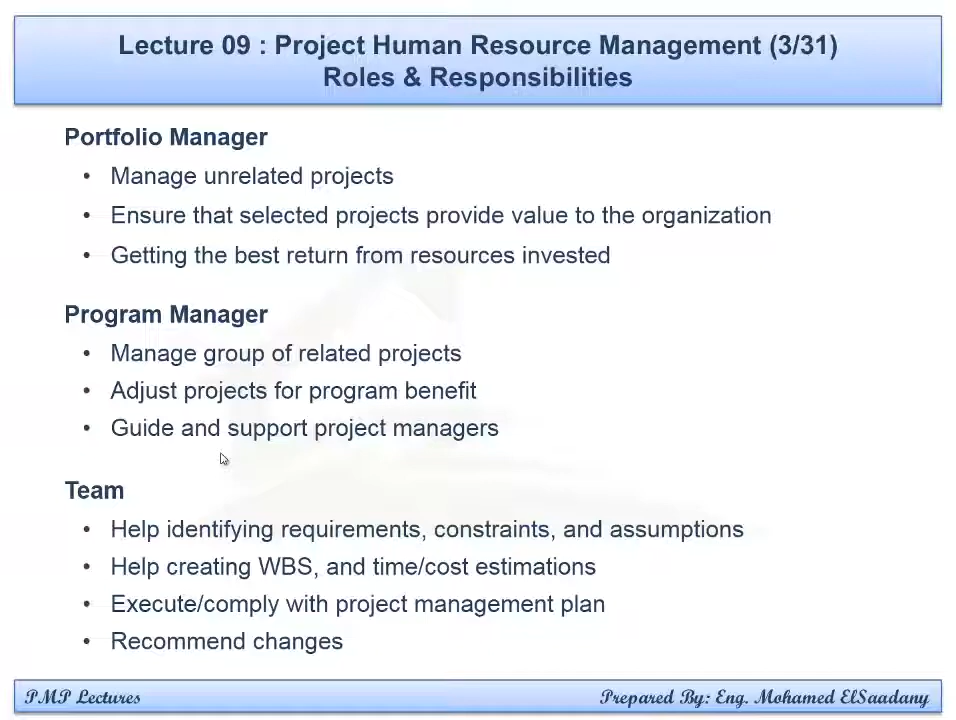 Lecture 09 : Project Human Resource Management (3/31)
Roles & Responsibilities
Portfolio Manager
• Manage unrelated projects
• Ensure that selected projects provide value to the organization
• Getting the best return from resources invested
Program Manager
• Manage group of related projects
• Adjust projects for program benefit
• Guide and support project managers
Team
• Help identifying requirements, constraints, and assumptions
• Help creating WBS, and time/cost estimations
• Execute/comply with project management plan
• Recommend changes
PMP Lectures
Prepared By: Eng. Mohamed ElSaadany